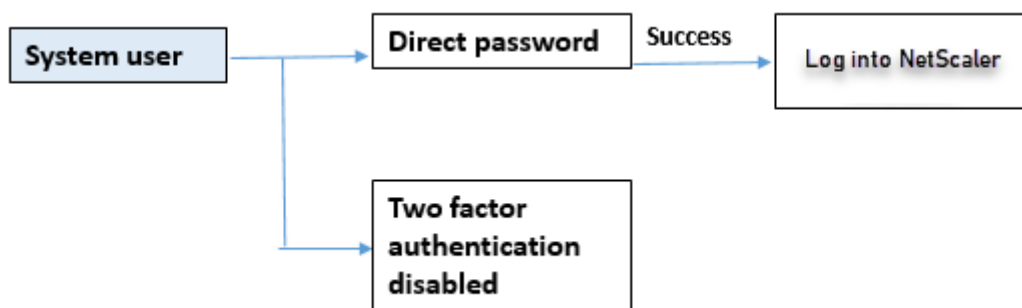 System user
Direct password
Success
Log into NetScaler
Two factor
authentication
disabled